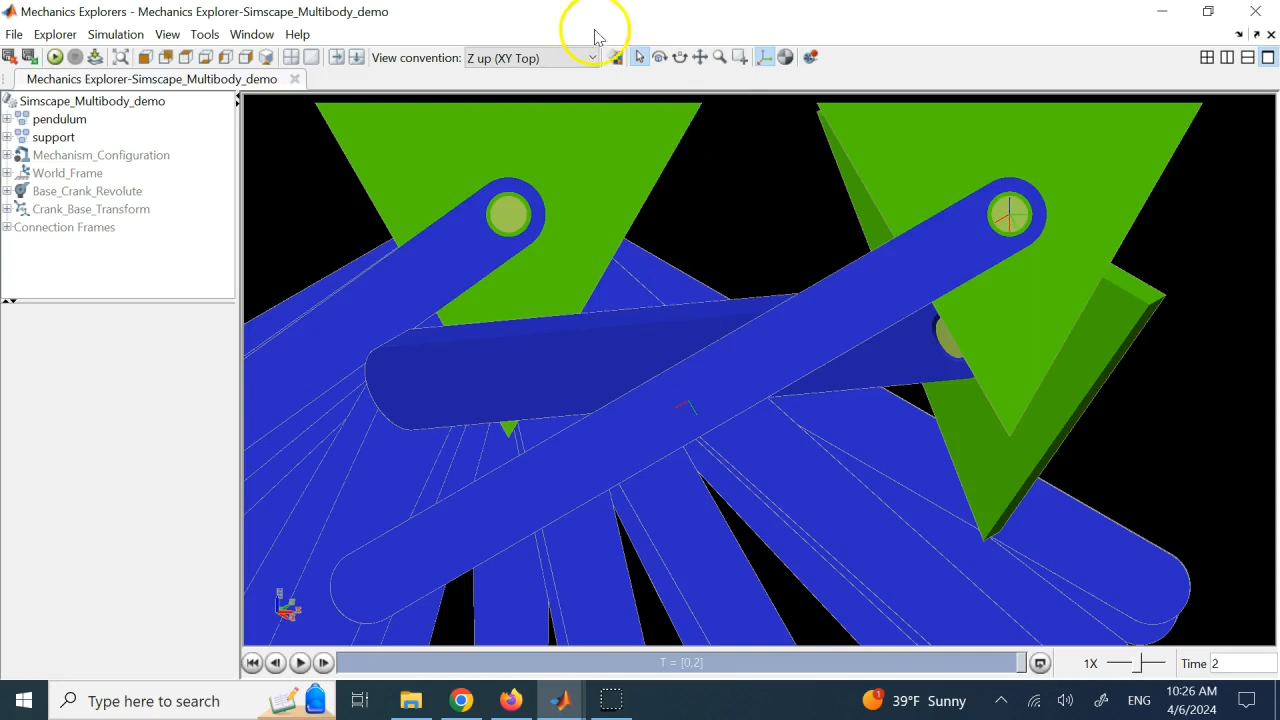 Mechanics Explorers - Mechanics Explorer-Simscape_Multibody_demo
File Explorer Simulation View Tools Window Help
View convention: Z up (XY Top)
Mechanics Explorer-Simscape_Multibody_demo
Simscape_Multibody_demo
pendulum
support
Mechanism_Configuration
World_Frame
Base_Crank_Revolute
Crank_Base_Transform
Connection Frames
T = [0,2]
1X
Time 2
Type here to search
1
39°F Sunny
ENG
10:26 AM
4/6/2024